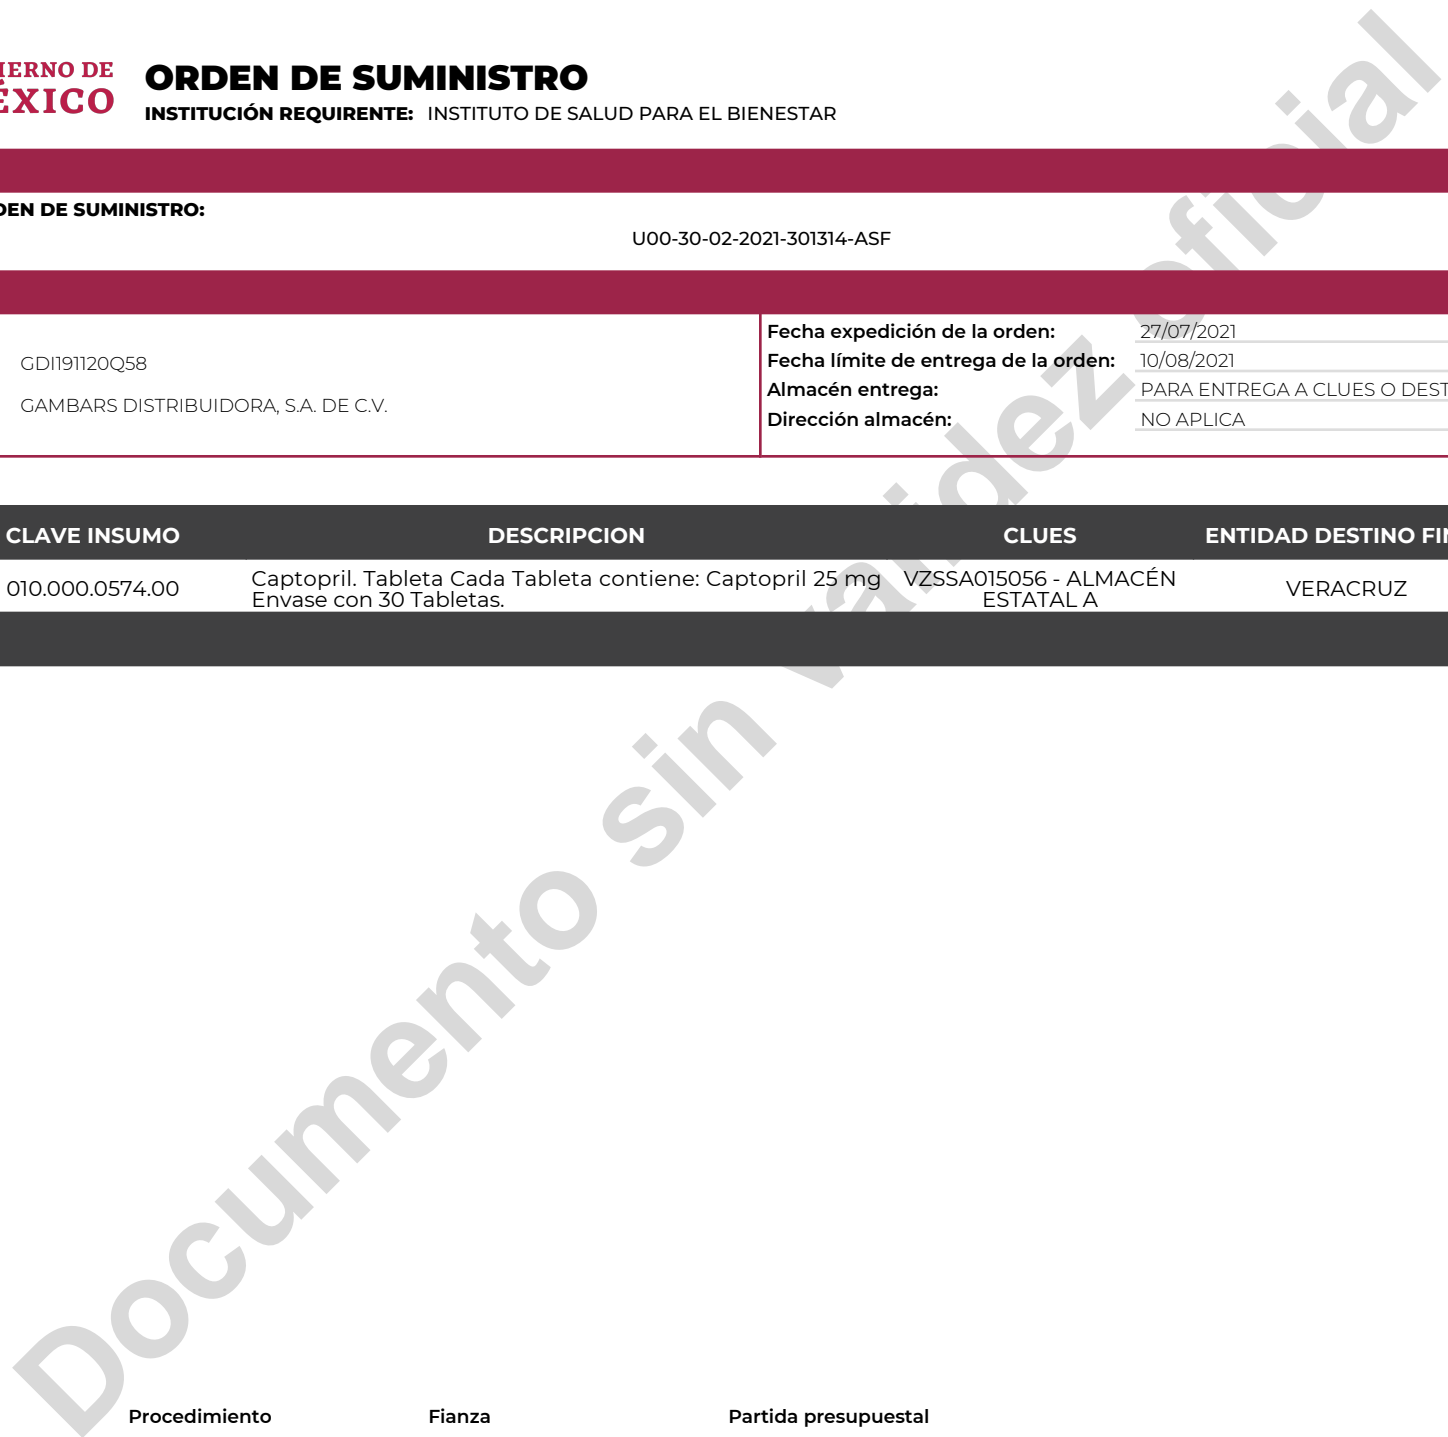 IERNO DE
ÉXICO
ORDEN DE SUMINISTRO
INSTITUCIÓN REQUIRENTE: INSTITUTO DE SALUD PARA EL BIENESTAR
DEN DE SUMINISTRO:
U00-30-02-2021-301314-ASF
GDI191120Q58
GAMBARS DISTRIBUIDORA, S.A. DE C.V.
Fecha expedición de la orden: 27/07/2021
Fecha límite de entrega de la orden: 10/08/2021
Almacén entrega: PARA ENTREGA A CLUES O DEST
Dirección almacén: NO APLICA
CLAVE INSUMO DESCRIPCION CLUES ENTIDAD DESTINO FIN
010.000.0574.00 Captopril. Tableta Cada Tableta contiene: Captopril 25 mg VZSSA015056 - ALMACÉN VERACRUZ
Envase con 30 Tabletas. ESTATAL A
Documento sin validez oficial
Procedimiento Fianza Partida presupuestal